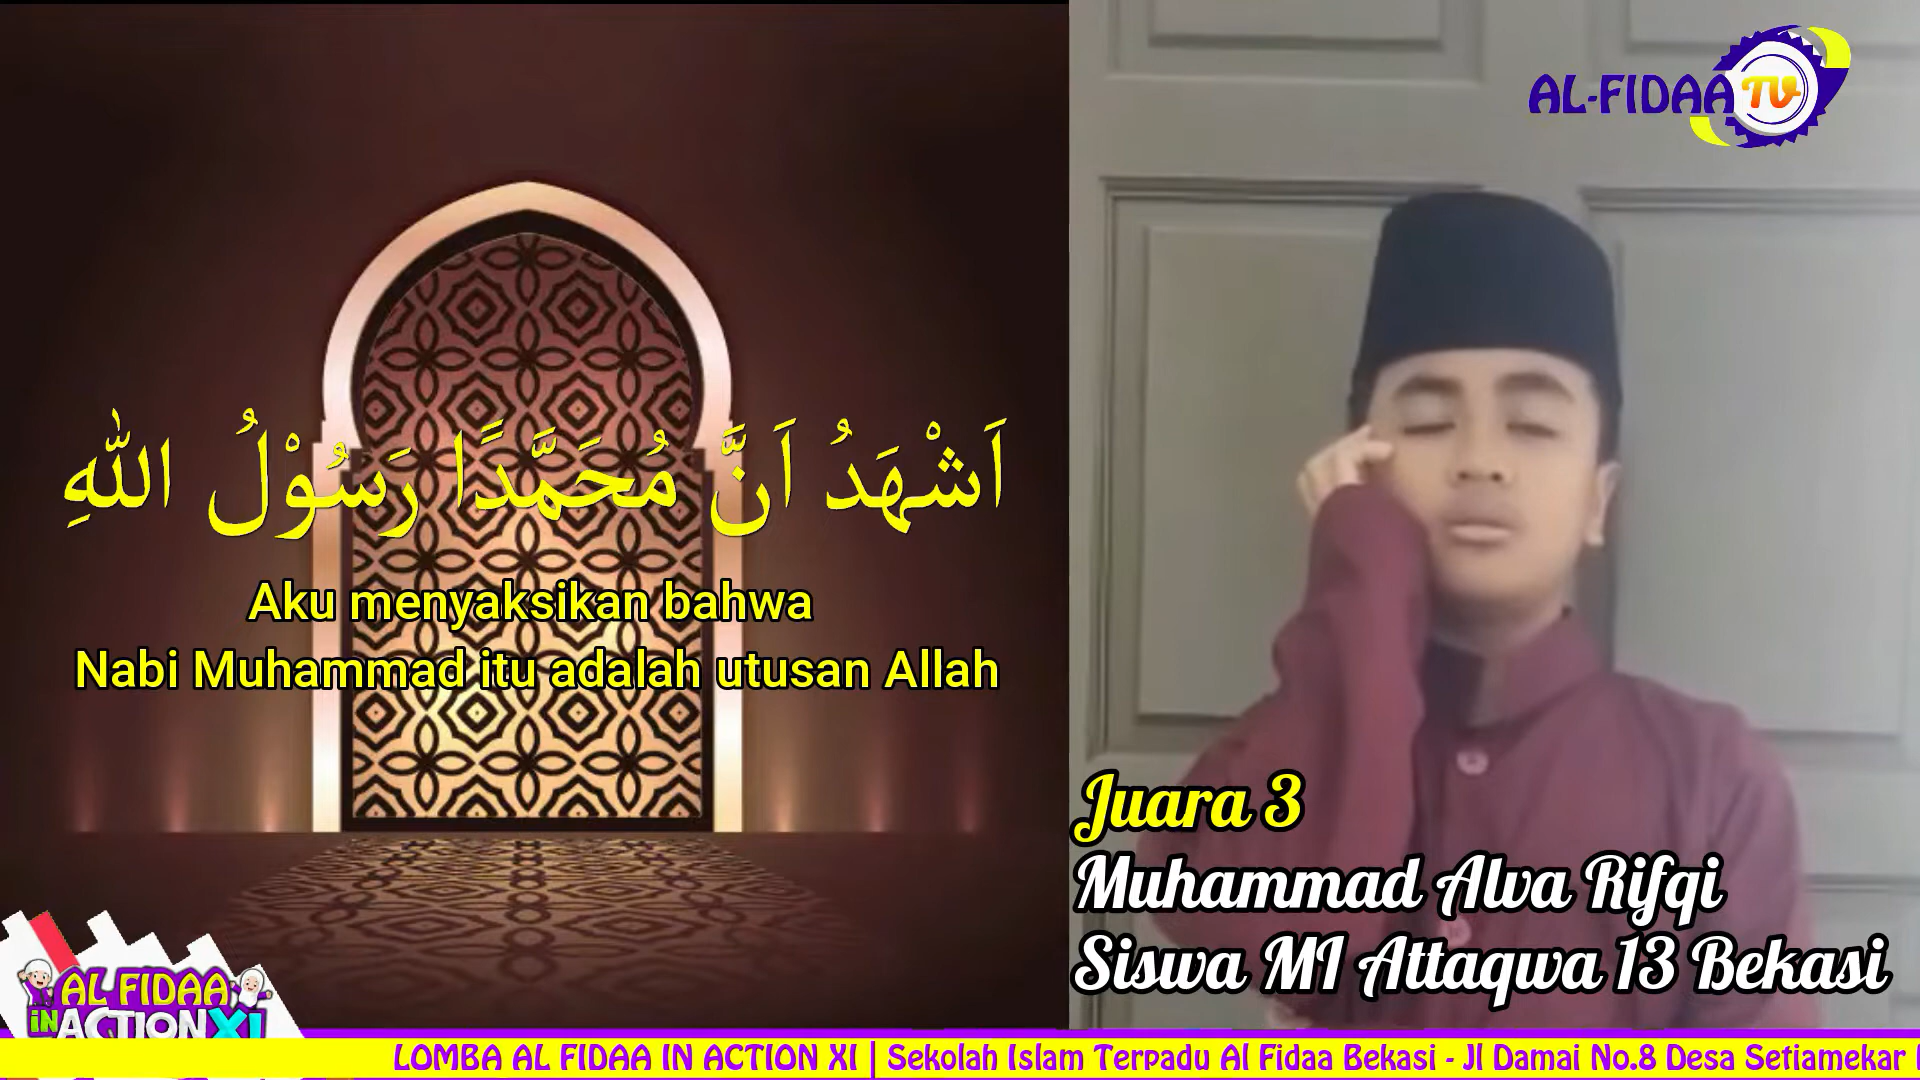 AL-FIDAA TV
اَشْهَدُ اَنَّ مُحَمَّدًا رَسُوْلُ اللهِ
Aku menyaksikan bahwa
Nabi Muhammad itu adalah utusan Allah
Juara 3
Muhammad Alva Rifqi
Siswa MI Attaqwa 13 Bekasi
AL FIDAA
iN ACTION XI
LOMBA AL FIDAA IN ACTION XI | Sekolah Islam Terpadu Al Fidaa Bekasi - Jl Damai No.8 Desa Setiamekar